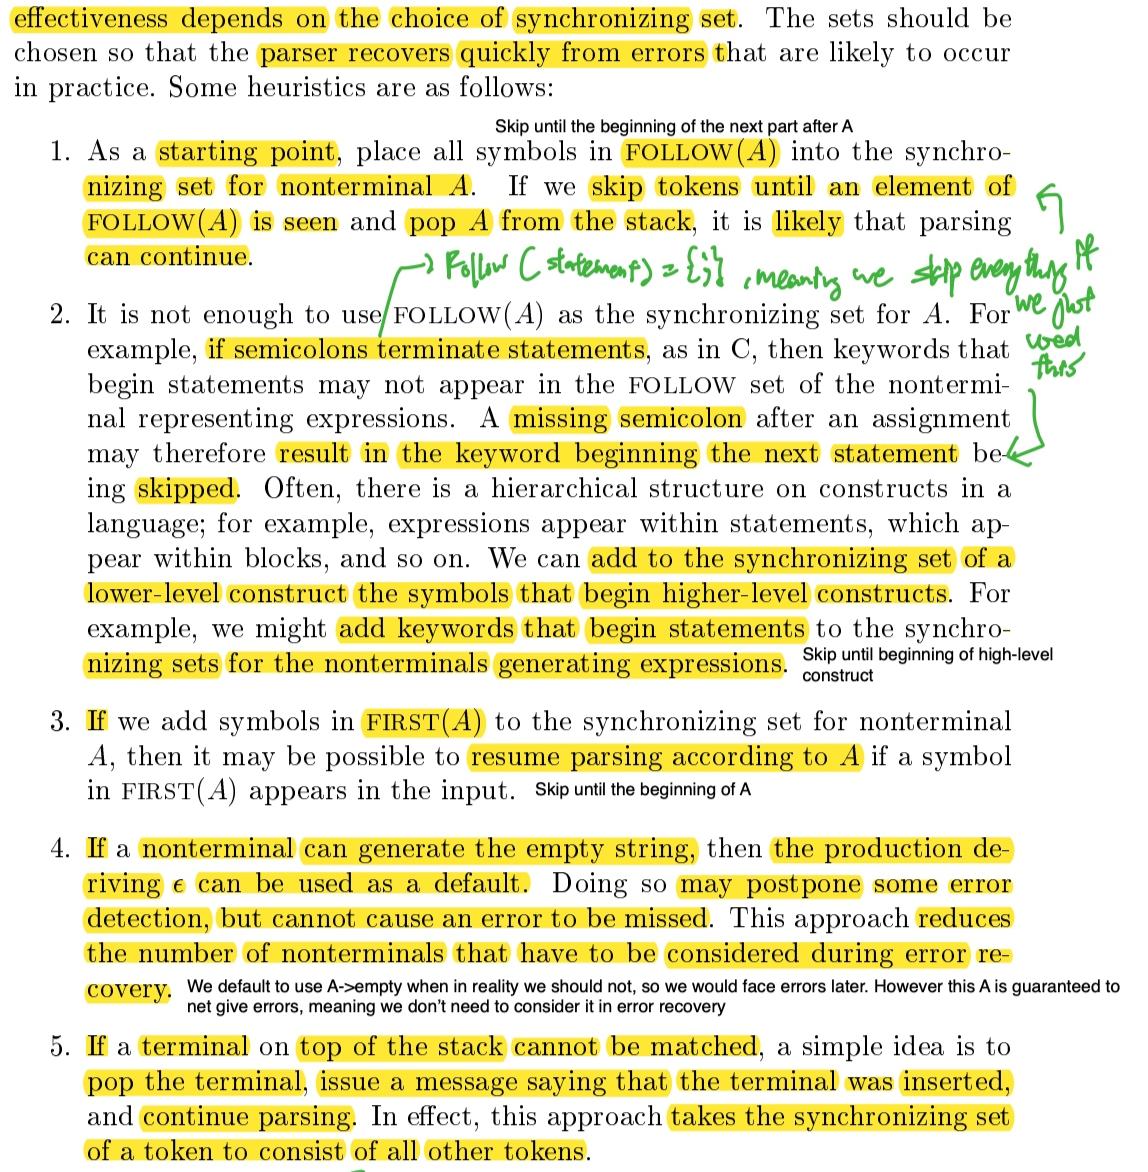 effectiveness depends on the choice of synchronizing set. The sets should be
chosen so that the parser recovers quickly from errors that are likely to occur
in practice. Some heuristics are as follows:
Skip until the beginning of the next part after A
1. As a starting point, place all symbols in FOLLOW(A) into the synchro-
nizing set for nonterminal A. If we skip tokens until an element of
FOLLOW(A) is seen and pop A from the stack, it is likely that parsing
can continue.
→ Follow (statement) = {;} , meaning we skip everything if
we just
used
this
2. It is not enough to use FOLLOW(A) as the synchronizing set for A. For
example, if semicolons terminate statements, as in C, then keywords that
begin statements may not appear in the FOLLOW set of the nontermi-
nal representing expressions. A missing semicolon after an assignment
may therefore result in the keyword beginning the next statement be-
ing skipped. Often, there is a hierarchical structure on constructs in a
language; for example, expressions appear within statements, which ap-
pear within blocks, and so on. We can add to the synchronizing set of a
lower-level construct the symbols that begin higher-level constructs. For
example, we might add keywords that begin statements to the synchro-
nizing sets for the nonterminals generating expressions.
Skip until beginning of high-level
construct
3. If we add symbols in FIRST(A) to the synchronizing set for nonterminal
A, then it may be possible to resume parsing according to A if a symbol
in FIRST(A) appears in the input. Skip until the beginning of A
4. If a nonterminal can generate the empty string, then the production de-
riving ϵ can be used as a default. Doing so may postpone some error
detection, but cannot cause an error to be missed. This approach reduces
the number of nonterminals that have to be considered during error re-
covery. We default to use A->empty when in reality we should not, so we would face errors later. However this A is guaranteed to
net give errors, meaning we don't need to consider it in error recovery
5. If a terminal on top of the stack cannot be matched, a simple idea is to
pop the terminal, issue a message saying that the terminal was inserted,
and continue parsing. In effect, this approach takes the synchronizing set
of a token to consist of all other tokens.